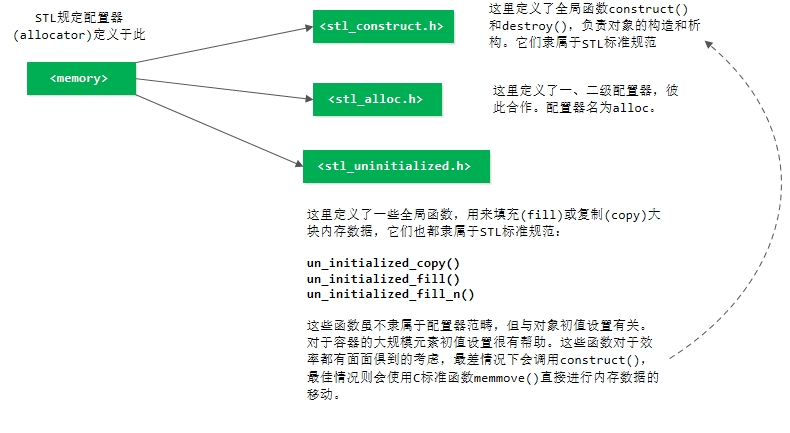 STL规定配置器
(allocator)定义于此
<memory>
<stl_construct.h>
这里定义了全局函数construct()
和destroy(), 负责对象的构造和析
构。它们隶属于STL标准规范
<stl_alloc.h>
这里定义了一、二级配置器，彼
此合作。配置器名为alloc。
<stl_uninitialized.h>
这里定义了一些全局函数，用来填充(fill)或复制(copy)大
块内存数据，它们也都隶属于STL标准规范：
un_initialized_copy()
un_initialized_fill()
un_initialized_fill_n()
这些函数虽不隶属于配置器范畴，但与对象初值设置有关。
对于容器的大规模元素初值设置很有帮助。这些函数对于效
率都有面面俱到的考虑，最差情况下会调用construct(),
最佳情况则会使用C标准函数memmove()直接进行内存数据的
移动。